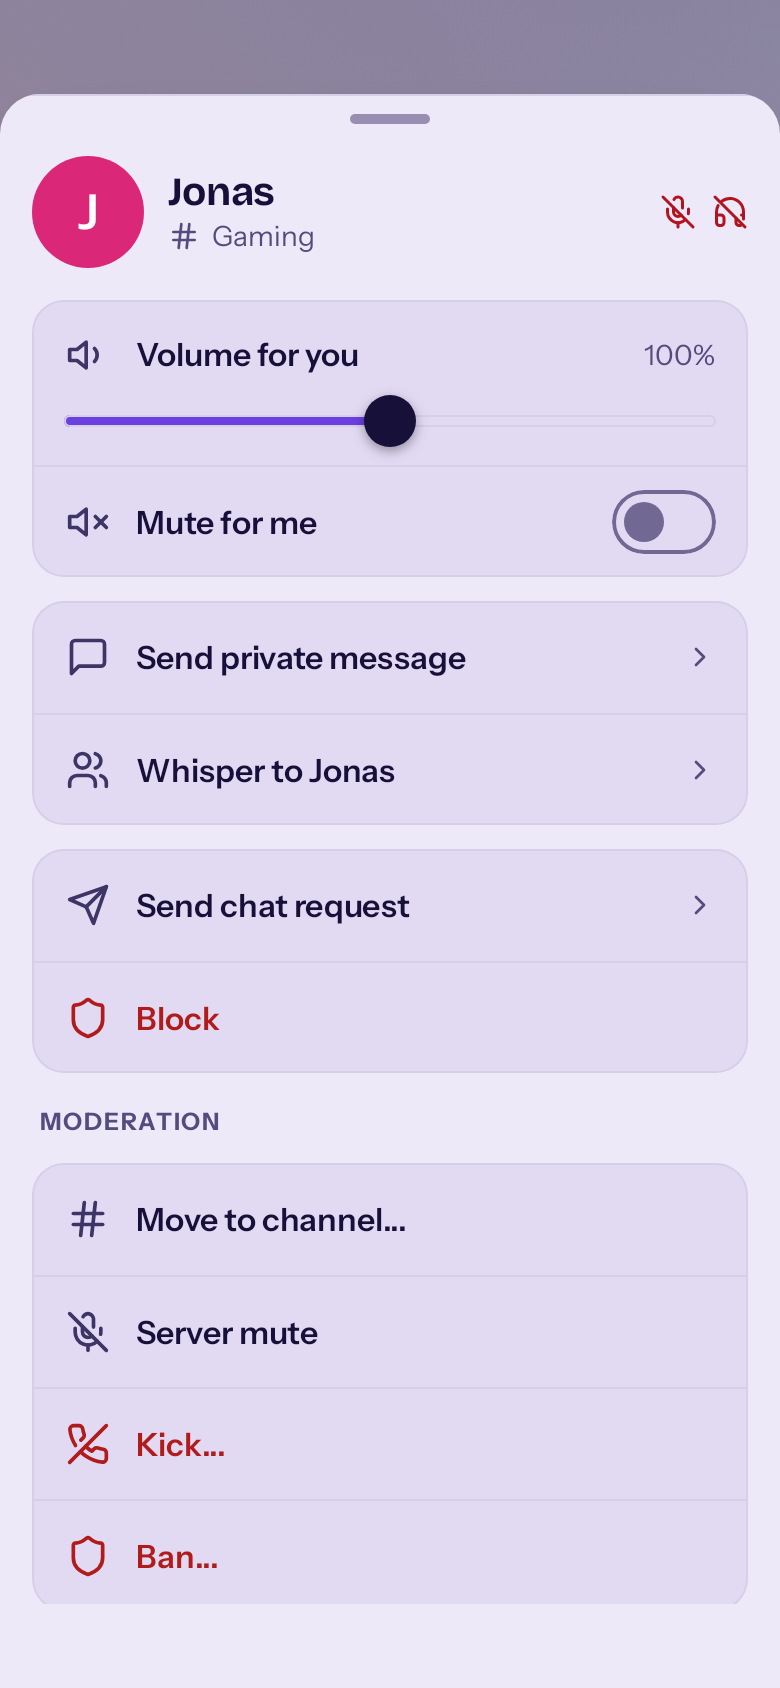 J
Jonas
Gaming
Volume for you
100%
Mute for me
Send private message
Whisper to Jonas
Send chat request
Block
MODERATION
Move to channel...
Server mute
Kick...
Ban...